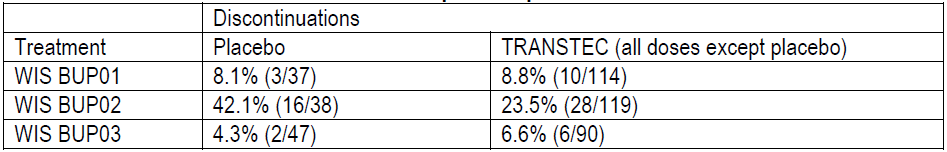 Discontinuations
Treatment Placebo TRANSTEC (all doses except placebo)
WIS BUP01 8.1% (3/37) 8.8% (10/114)
WIS BUP02 42.1% (16/38) 23.5% (28/119)
WIS BUP03 4.3% (2/47) 6.6% (6/90)